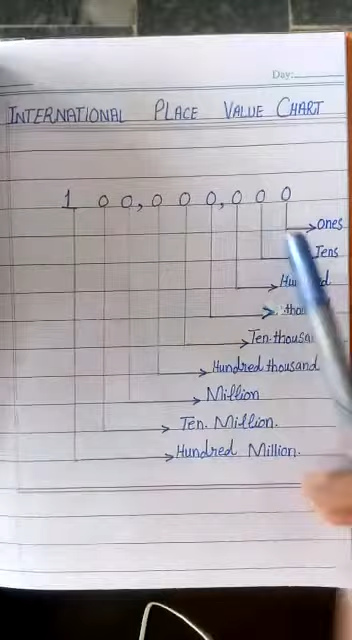 Day:
INTERNATIONAL PLACE VALUE CHART
1 0 0, 0 0 0, 0 0 0
ones
Tens
Ten thousand
Hundred thousand
Million
Ten Million.
Hundred Million.